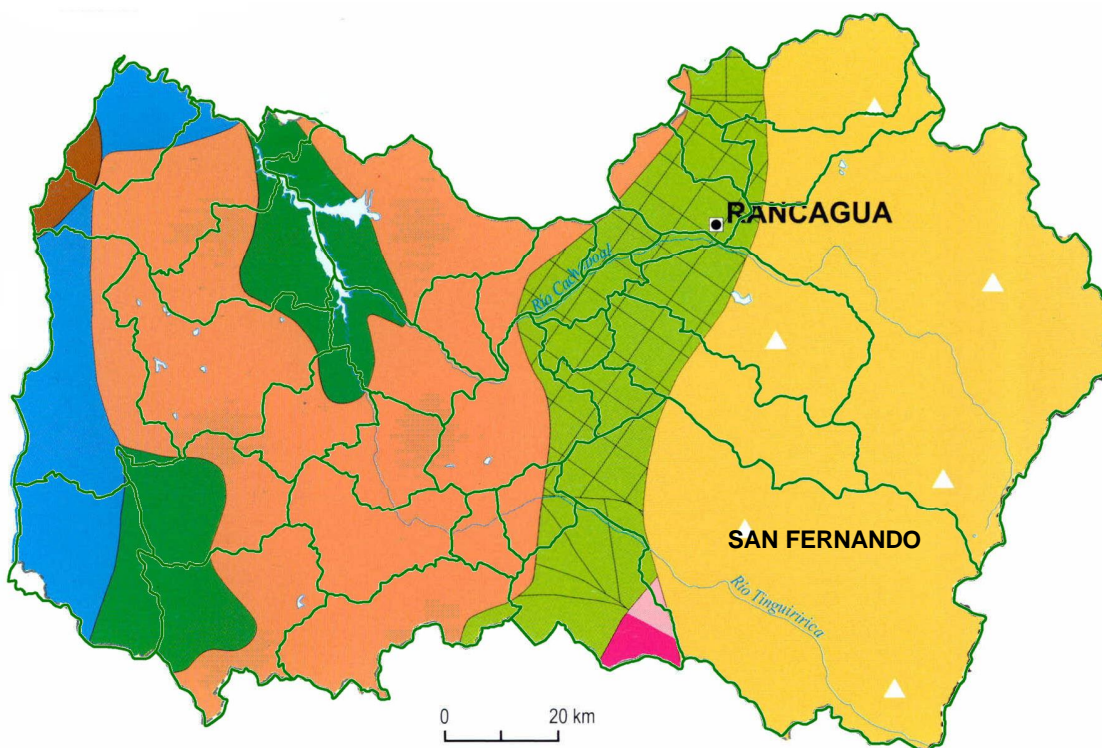 RANCAGUA
Río Cachapoal
SAN FERNANDO
Río Tinguiririca
0 20 km